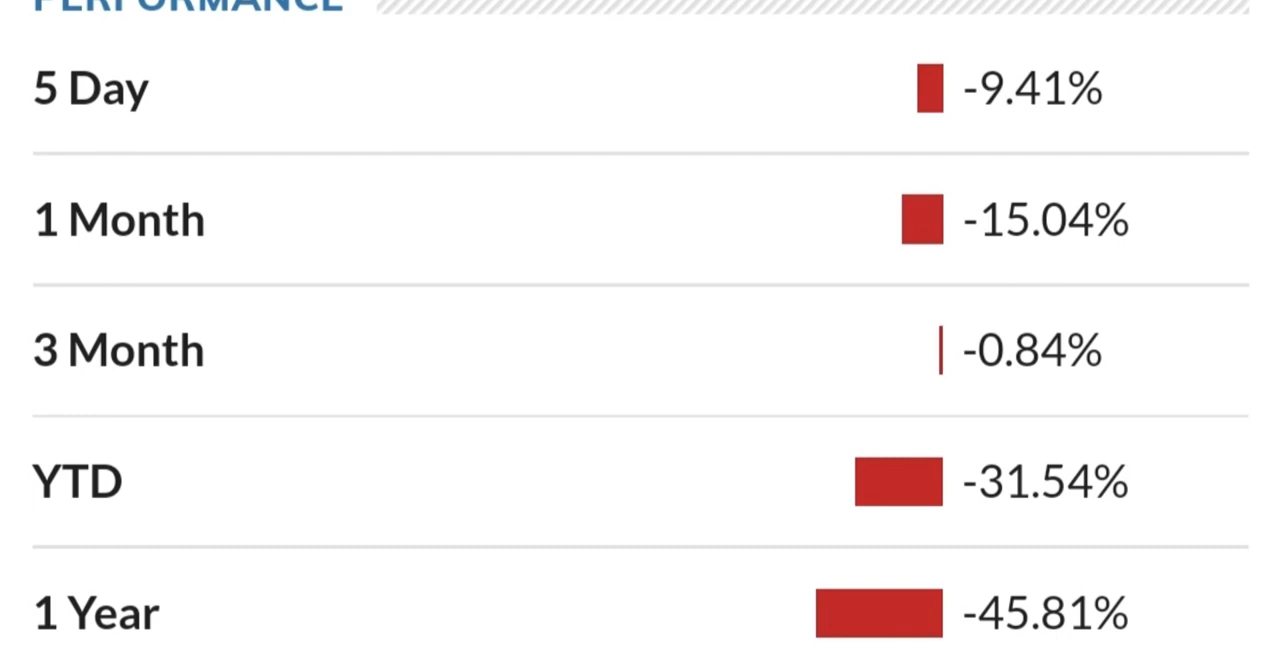 PERFORMANCE
5 Day -9.41%
1 Month -15.04%
3 Month -0.84%
YTD -31.54%
1 Year -45.81%